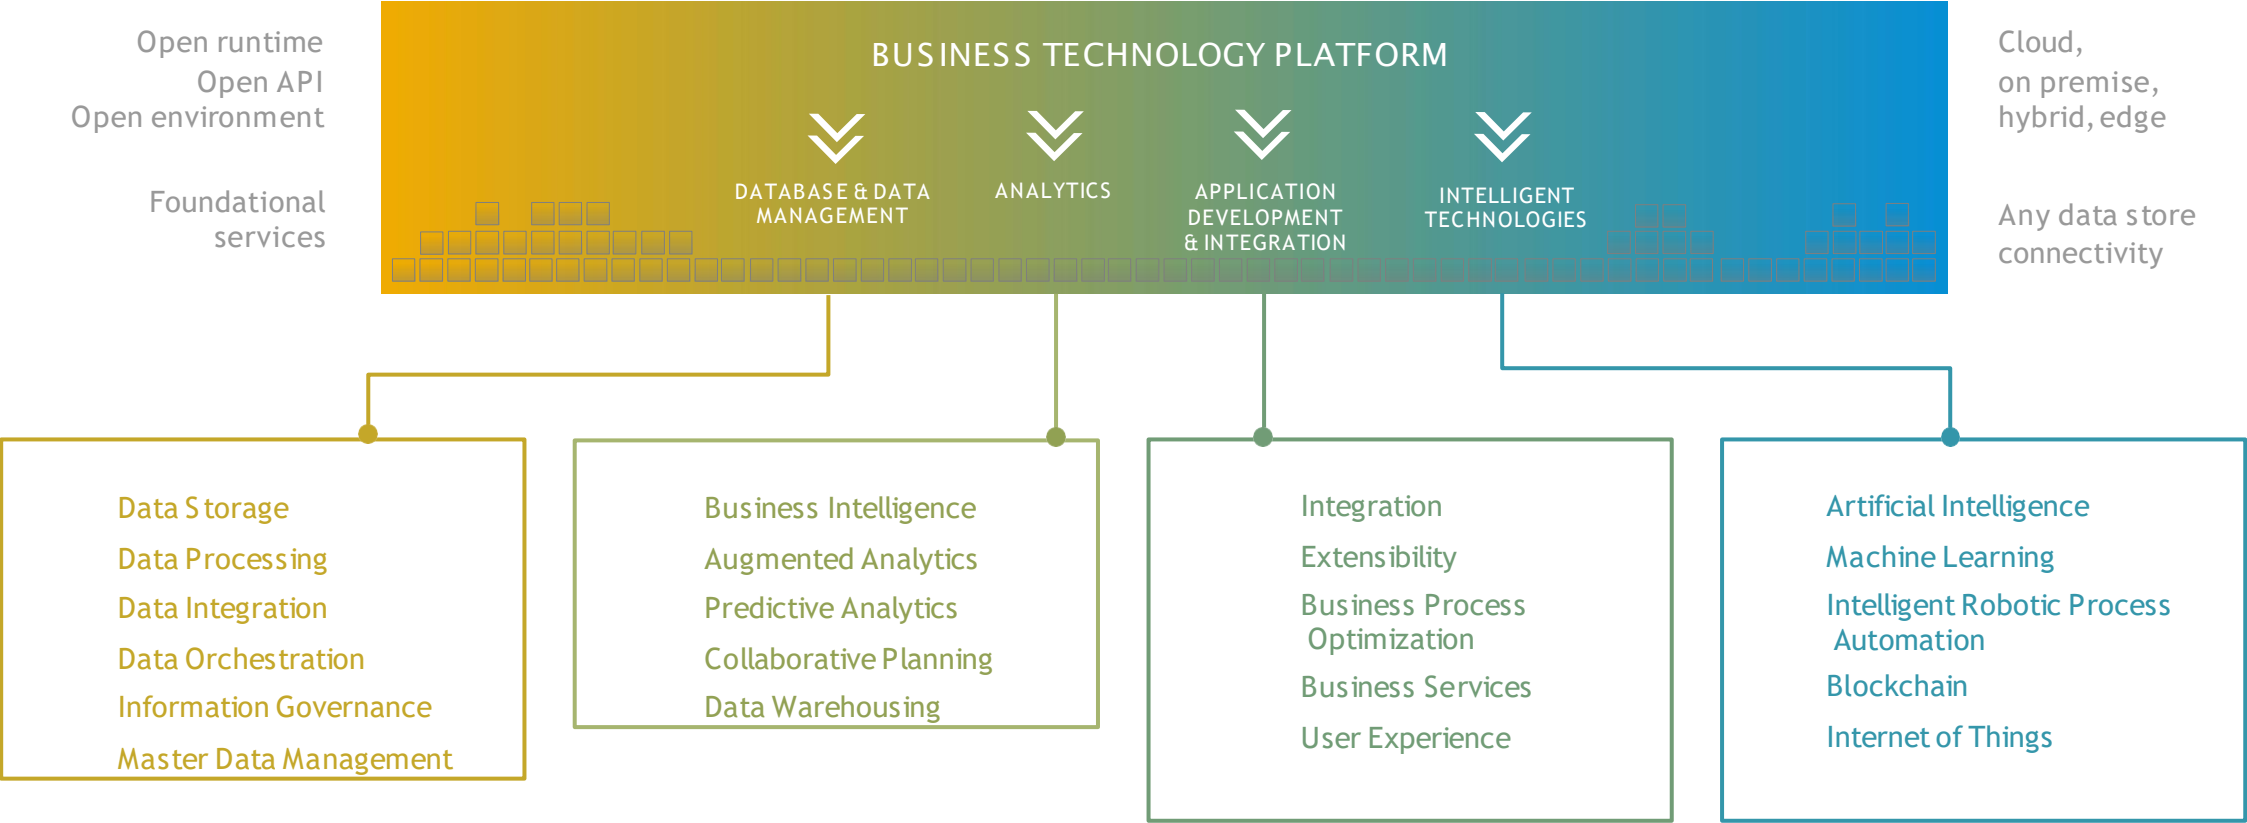 Open runtime
Open API
Open environment
Foundational
services
BUSINESS TECHNOLOGY PLATFORM
DATABASE & DATA
MANAGEMENT
ANALYTICS
APPLICATION
DEVELOPMENT
& INTEGRATION
INTELLIGENT
TECHNOLOGIES
Cloud,
on premise,
hybrid, edge
Any data store
connectivity
Data Storage
Data Processing
Data Integration
Data Orchestration
Information Governance
Master Data Management
Business Intelligence
Augmented Analytics
Predictive Analytics
Collaborative Planning
Data Warehousing
Integration
Extensibility
Business Process
Optimization
Business Services
User Experience
Artificial Intelligence
Machine Learning
Intelligent Robotic Process
Automation
Blockchain
Internet of Things